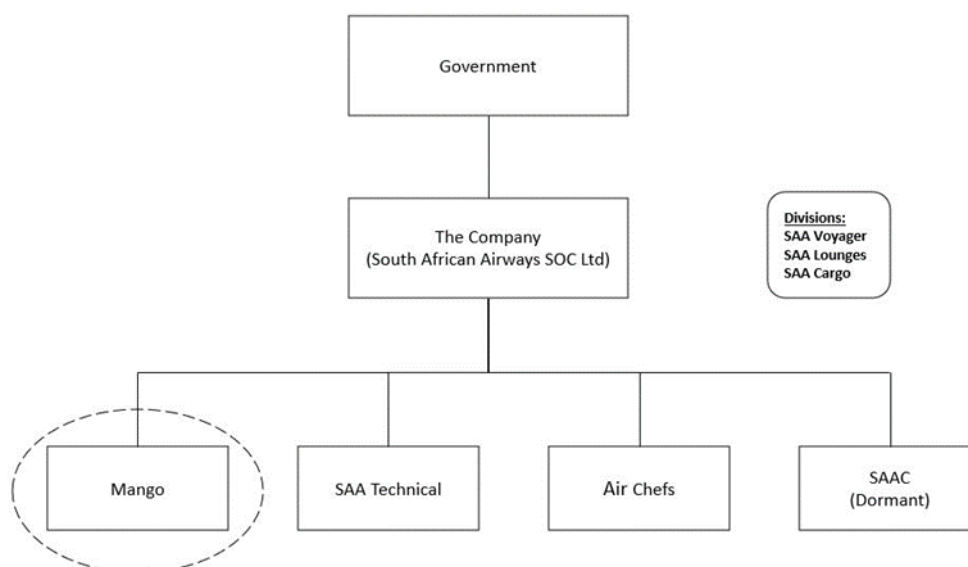 Government
The Company
(South African Airways SOC Ltd)
Divisions:
SAA Voyager
SAA Lounges
SAA Cargo
Mango
SAA Technical
Air Chefs
SAAC
(Dormant)